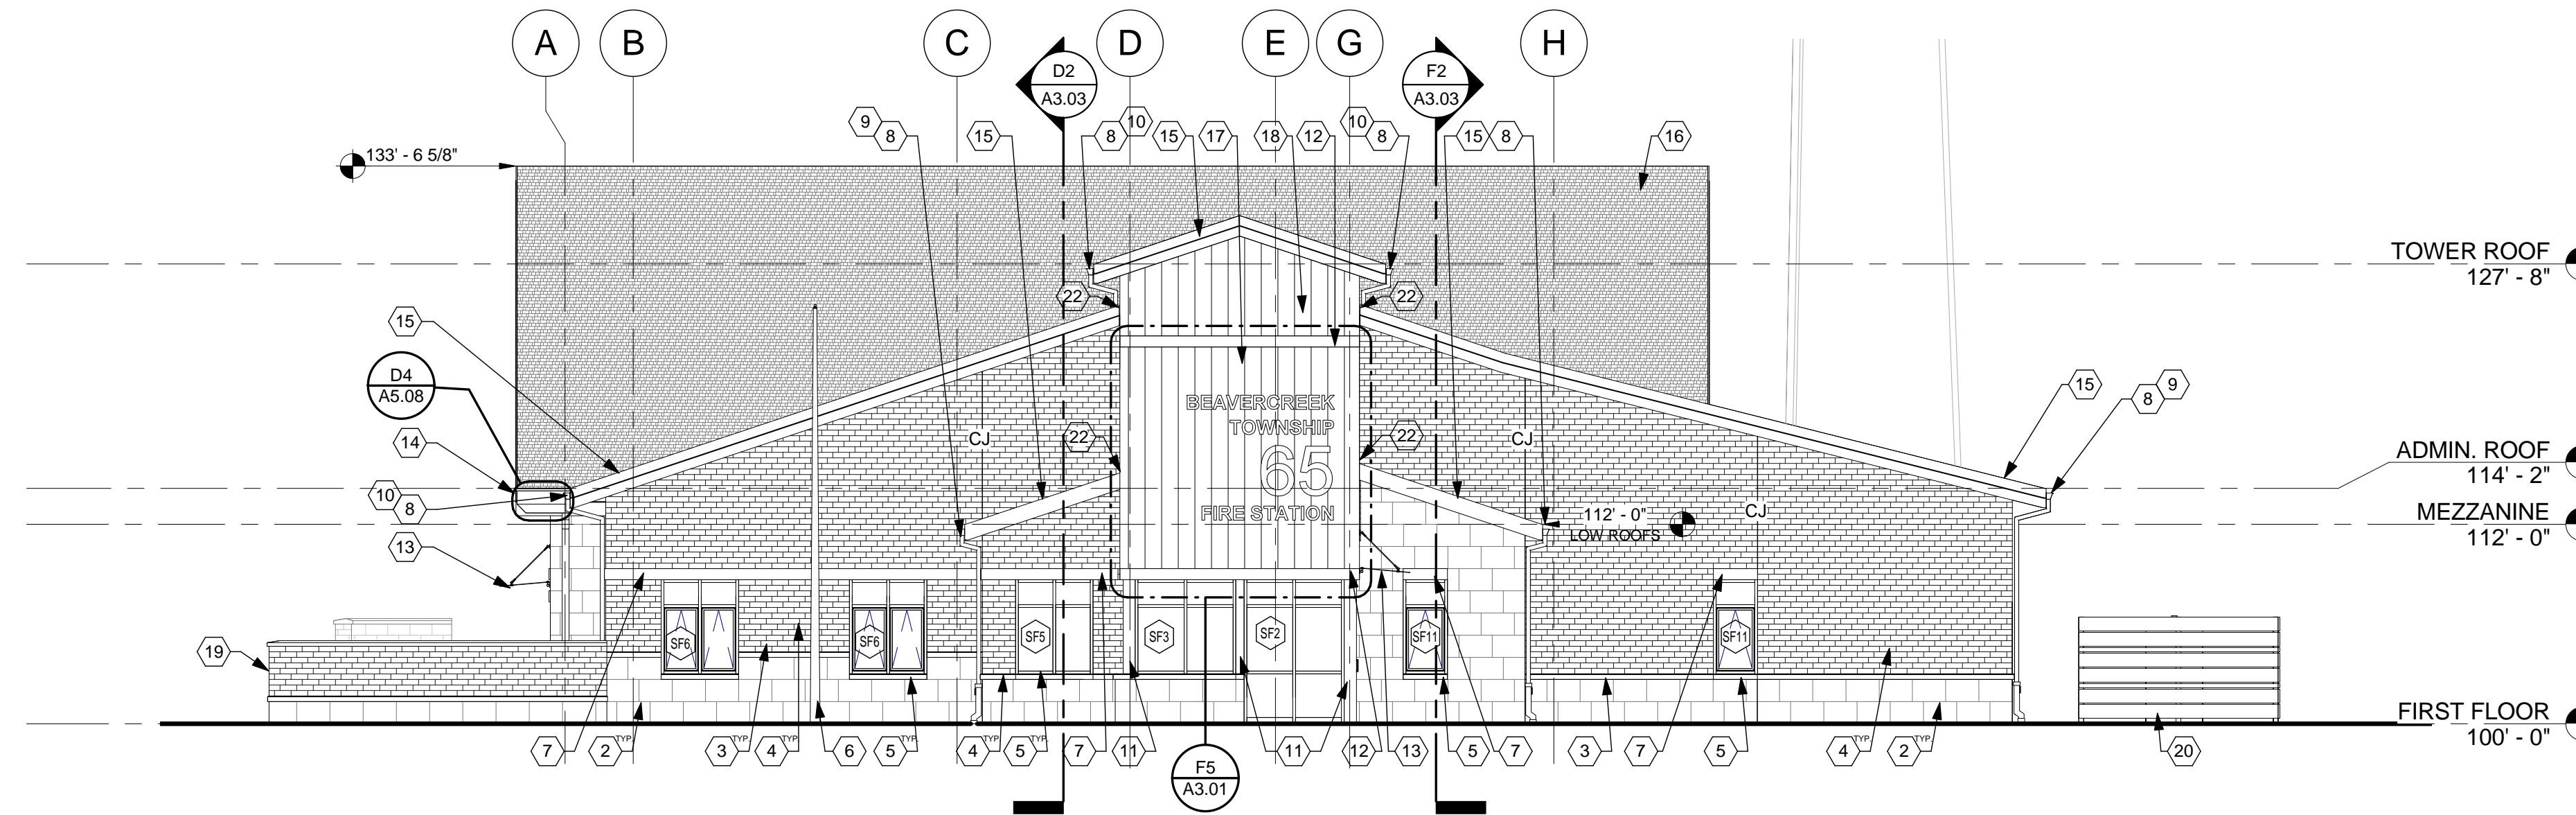 A B C D E G H
D2
A3.03
F2
A3.03
9 8 15 8 10 15 17 18 12 10 8 15 8 16
133' - 6 5/8"
TOWER ROOF
127' - 8"
22 22
15
D4
A5.08
15 8 9
BEAVERCREEK
TOWNSHIP
65
FIRE STATION
14
CJ 22 22 CJ
ADMIN. ROOF
114' - 2"
10
8
112' - 0"
LOW ROOFS
CJ
MEZZANINE
112' - 0"
13
SF6 SF6 SF5 SF3 SF2 SF11 SF11
19
FIRST FLOOR
100' - 0"
7 2 TYP. 3 4 TYP. 6 5 TYP. 4 TYP. 5 TYP. 7 11 11 12 13 5 7 3 7 5 4 TYP. 2 TYP. 20
F5
A3.01